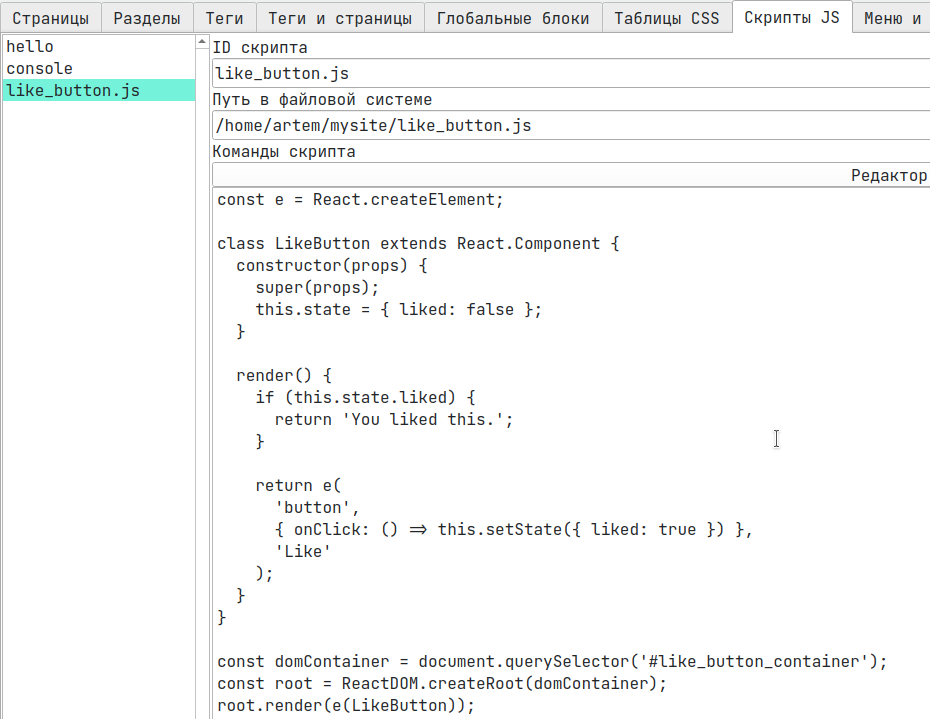 Страницы Разделы Теги Теги и страницы Глобальные блоки Таблицы CSS Скрипты JS Меню и
hello
console
like_button.js
ID скрипта
like_button.js
Путь в файловой системе
/home/artem/mysite/like_button.js
Команды скрипта
Редактор
const e = React.createElement;
class LikeButton extends React.Component {
constructor(props) {
super(props);
this.state = { liked: false };
}
render() {
if (this.state.liked) {
return 'You liked this.';
}
return e(
'button',
{ onClick: () => this.setState({ liked: true }) },
'Like'
);
}
}
const domContainer = document.querySelector('#like_button_container');
const root = ReactDOM.createRoot(domContainer);
root.render(e(LikeButton));